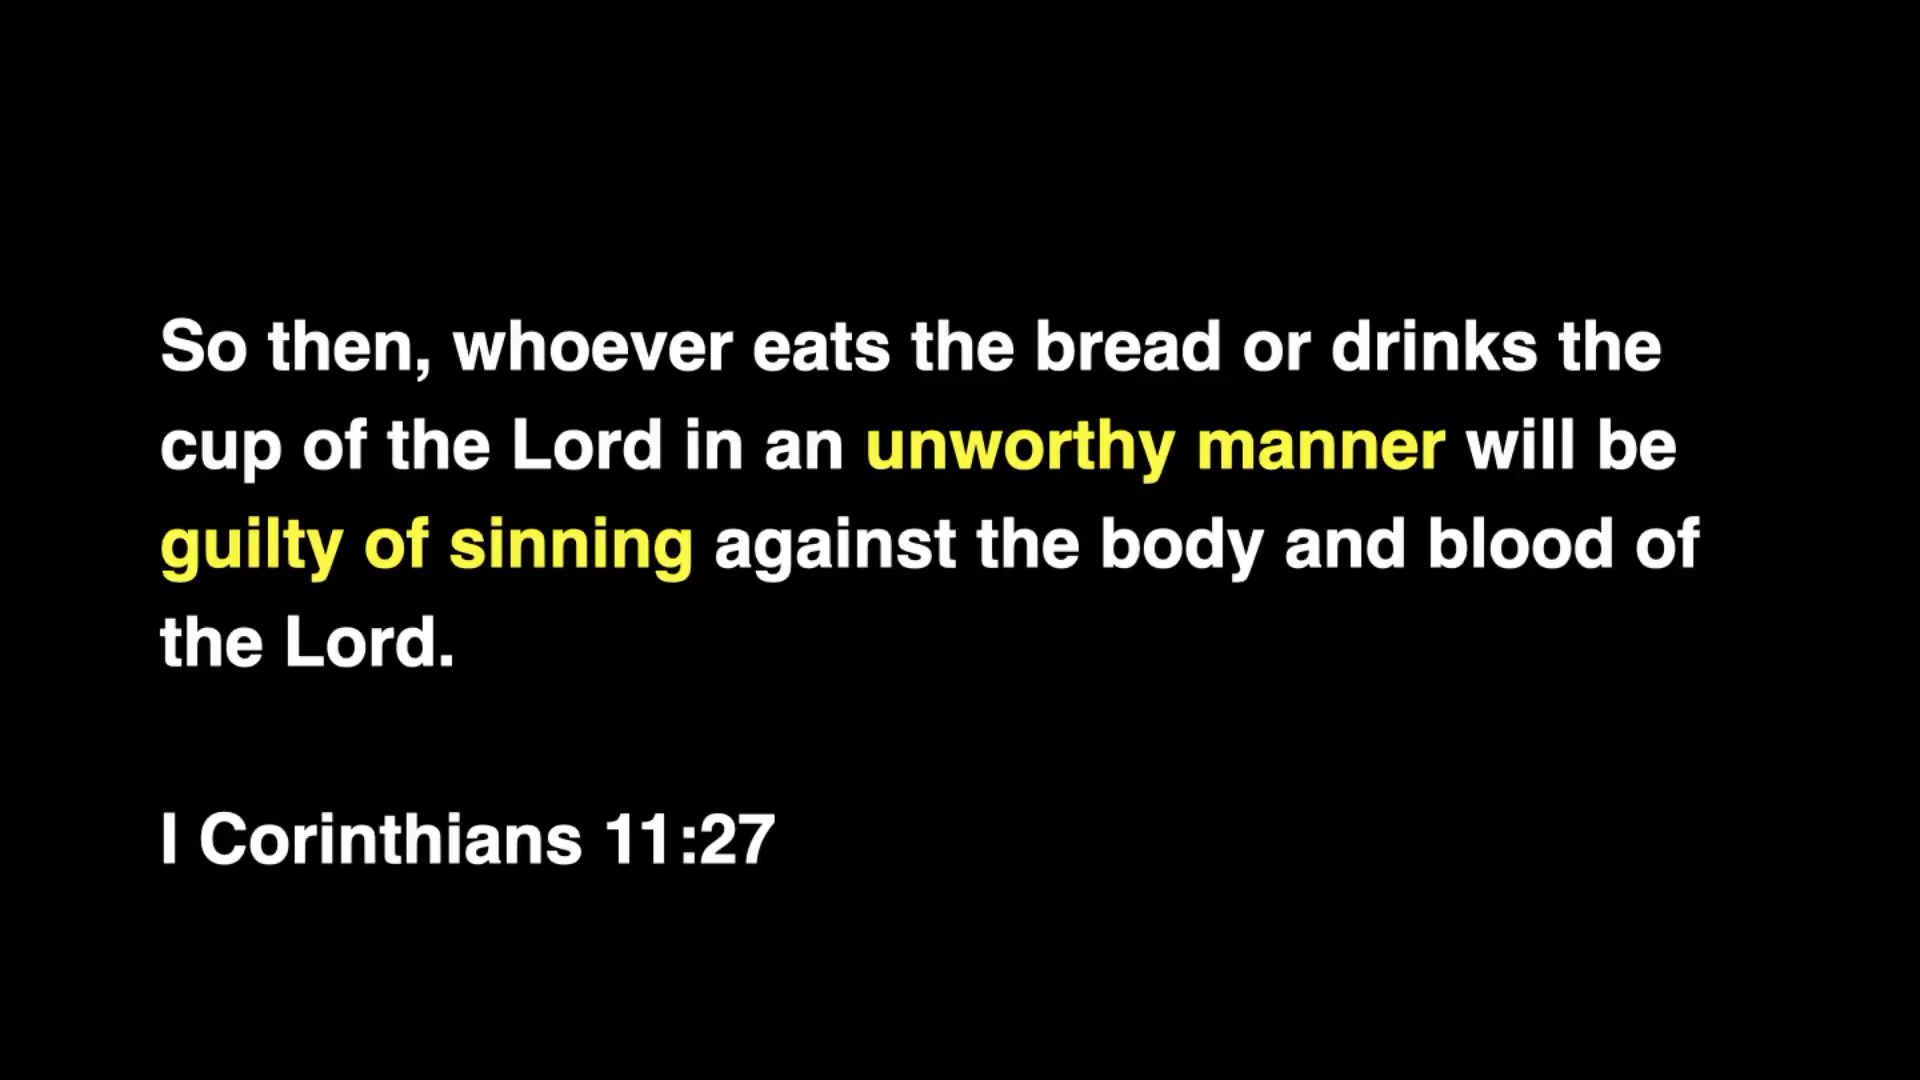 So then, whoever eats the bread or drinks the
cup of the Lord in an unworthy manner will be
guilty of sinning against the body and blood of
the Lord.
I Corinthians 11:27